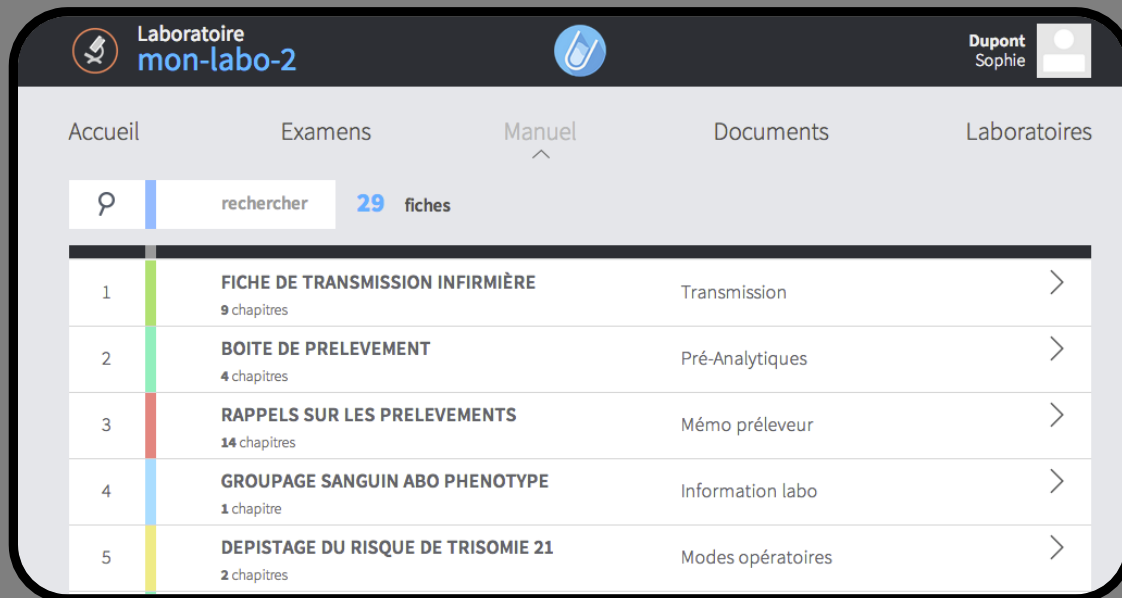 Laboratoire
mon-labo-2
Dupont
Sophie
Accueil Examens Manuel Documents Laboratoires
rechercher 29 fiches
1 FICHE DE TRANSMISSION INFIRMIÈRE Transmission
9 chapitres
2 BOITE DE PRELEVEMENT Pré-Analytiques
4 chapitres
3 RAPPELS SUR LES PRELEVEMENTS Mémo préleveur
14 chapitres
4 GROUPAGE SANGUIN ABO PHENOTYPE Information labo
1 chapitre
5 DEPISTAGE DU RISQUE DE TRISOMIE 21 Modes opératoires
2 chapitres